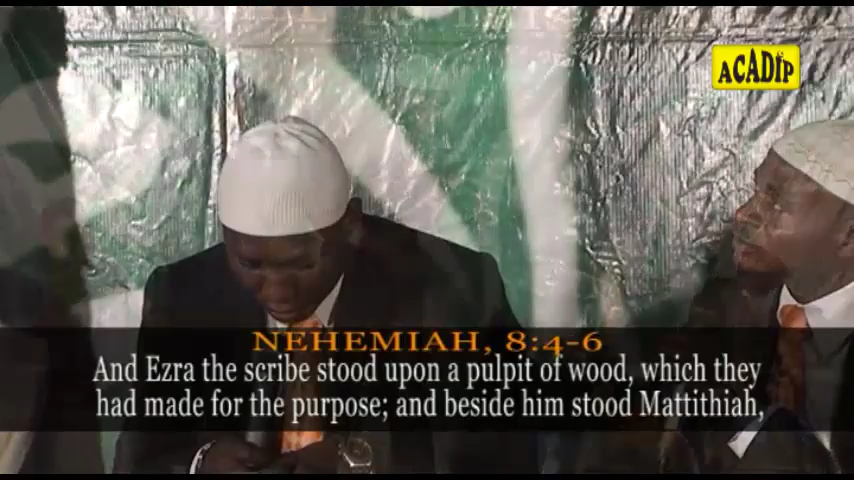 ACADIP
NEHEMIAH, 8:4-6
And Ezra the scribe stood upon a pulpit of wood, which they
had made for the purpose; and beside him stood Mattithiah,